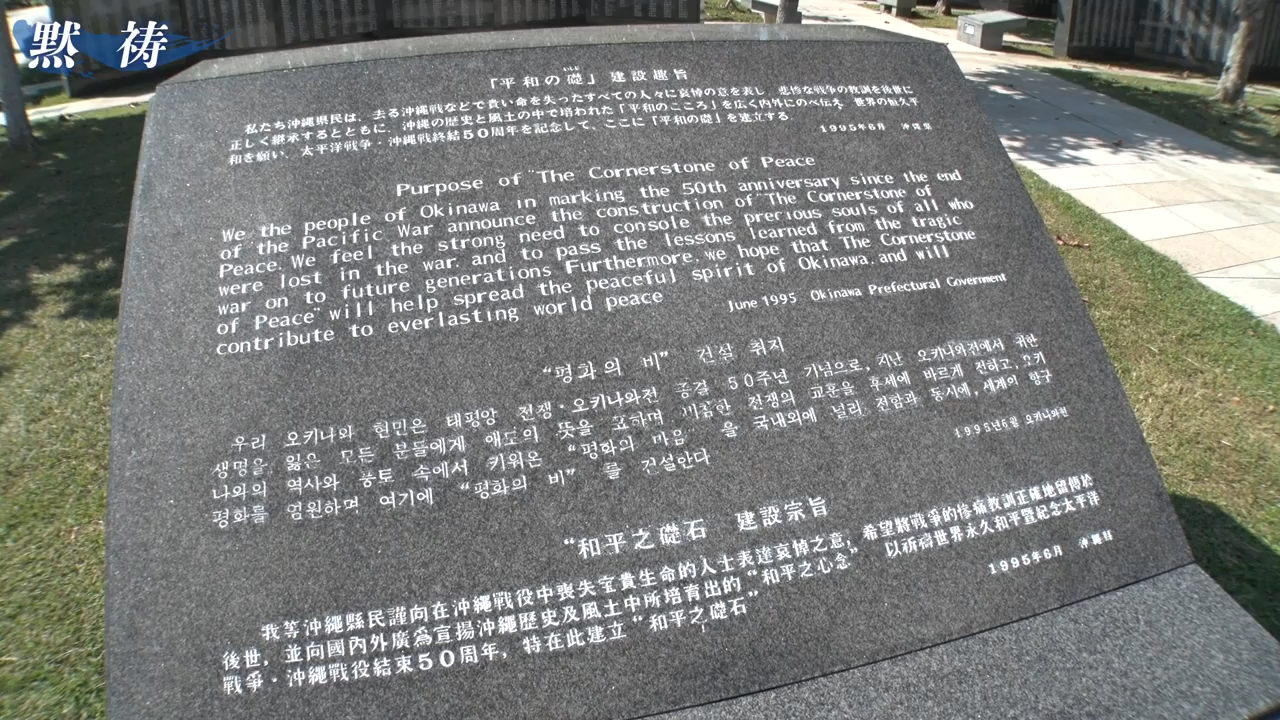 黙祷
「平和の礎」建設趣旨
いしじ
私たち沖縄県民は、去る沖縄戦などで貴い命を失ったすべての人々に哀悼の意を表し、悲惨な戦争の教訓を後世に
正しく継承するとともに、沖縄の歴史と風土の中で培われた「平和のこころ」を広く内外にのべ伝え 世界の恒久平
和を願い、太平洋戦争・沖縄戦終結50周年を記念して、ここに「平和の礎」を建立する
1995年6月 沖縄県
Purpose of "The Cornerstone of Peace
We the people of Okinawa in marking the 50th anniversary since the end
of the Pacific War announce the construction of "The Cornerstone of
Peace. We feel the strong need to console the precious souls of all who
were lost in the war, and to pass the lessons learned from the tragic
war on to future generations Furthermore, we hope that The Cornerstone
of Peace" will help spread the peaceful spirit of Okinawa, and will
contribute to everlasting world peace
June 1995 Okinawa Prefectural Government
“평화의 비” 건설 취지
우리 오키나와 현민은 태평양 전쟁·오키나와전 종결 50주년 기념으로, 지난 오키나와전에서 귀한
생명을 잃은 모든 분들에게 애도의 뜻을 표하며 비참한 전쟁의 교훈을 후세에 바르게 전하고, 오키
나와의 역사와 풍토 속에서 키워온 “평화의 마음 을 국내외에 널리 전함과 동시에, 세계의 항구
평화를 염원하며 여기에 “평화의 비” 를 건설한다
1995년6월 오키나와현
“和平之礎石 建設宗旨
我等沖繩縣民謹向在沖繩戰役中喪失宝貴生命的人士表達哀悼之意，希望將戰爭的慘痛教訓正確地留傳於
後世，並向國內外廣為宣揚沖繩歷史及風土中所培育出的“和平之心念” 以祈禱世界永久和平暨紀念太平洋
戰爭·沖繩戰役結束50周年，特在此建立“和平之礎石”
1995年6月 沖繩縣